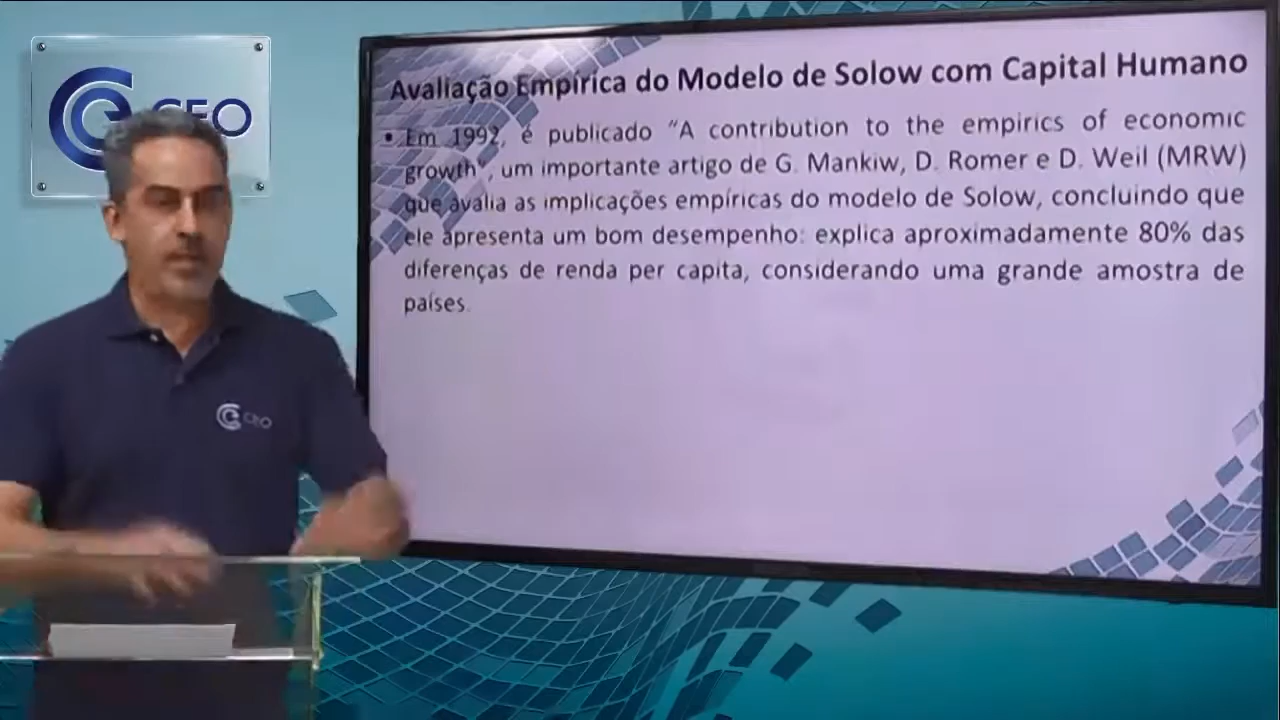 CEO
Avaliação Empírica do Modelo de Solow com Capital Humano
• Em 1992, é publicado "A contribution to the empirics of economic
growth", um importante artigo de G. Mankiw, D. Romer e D. Weil (MRW)
que avalia as implicações empíricas do modelo de Solow, concluindo que
ele apresenta um bom desempenho: explica aproximadamente 80% das
diferenças de renda per capita, considerando uma grande amostra de
países.
CEO